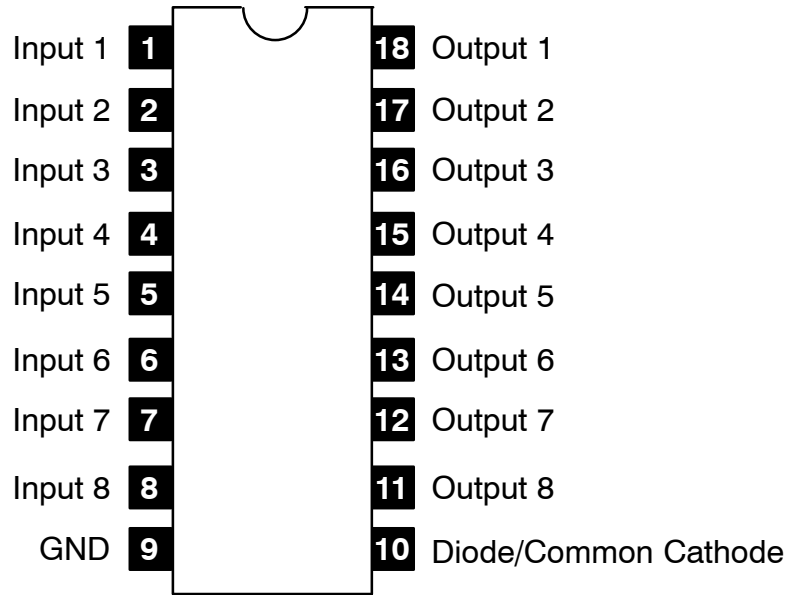 Input 1 1 18 Output 1
Input 2 2 17 Output 2
Input 3 3 16 Output 3
Input 4 4 15 Output 4
Input 5 5 14 Output 5
Input 6 6 13 Output 6
Input 7 7 12 Output 7
Input 8 8 11 Output 8
GND 9 10 Diode/Common Cathode